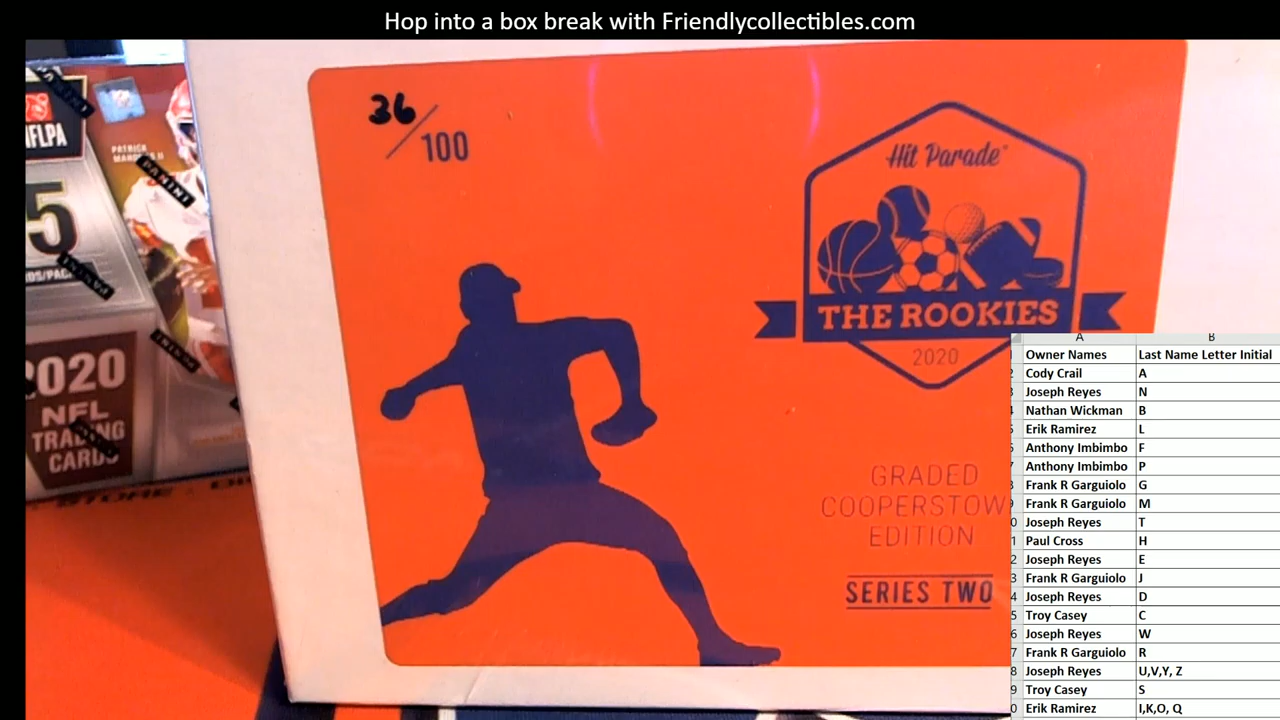 Hop into a box break with Friendlycollectibles.com
36/100
Hit Parade
THE ROOKIES
2020
GRADED
COOPERSTOW
EDITION
SERIES TWO
NFLPA
5
PATRICK
PANINI
2020
NFL
TRADING
CARDS
A B
Owner Names Last Name Letter Initial
Cody Crail A
Joseph Reyes N
Nathan Wickman B
Erik Ramirez L
Anthony Imbimbo F
Anthony Imbimbo P
Frank R Garguiolo G
Frank R Garguiolo M
Joseph Reyes T
Paul Cross H
Joseph Reyes E
Frank R Garguiolo J
Joseph Reyes D
Troy Casey C
Joseph Reyes W
Frank R Garguiolo R
Joseph Reyes U,V,Y, Z
Troy Casey S
Erik Ramirez I,K,O, Q